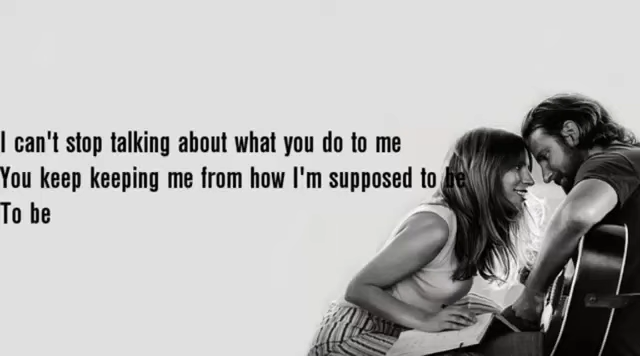 I can't stop talking about what you do to me
You keep keeping me from how I'm supposed to be
To be